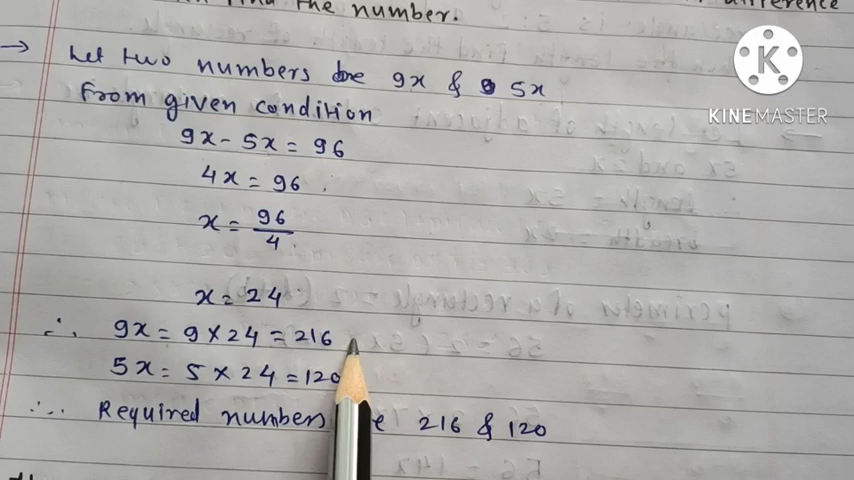 find the number. difference
→ Let two numbers be 9x & 5x
From given condition
9x - 5x = 96
4x = 96
x = 96/4
x = 24
∴ 9x = 9 × 24 = 216
5x = 5 × 24 = 120
∴ Required numbers 216 & 120
K
KINEMASTER